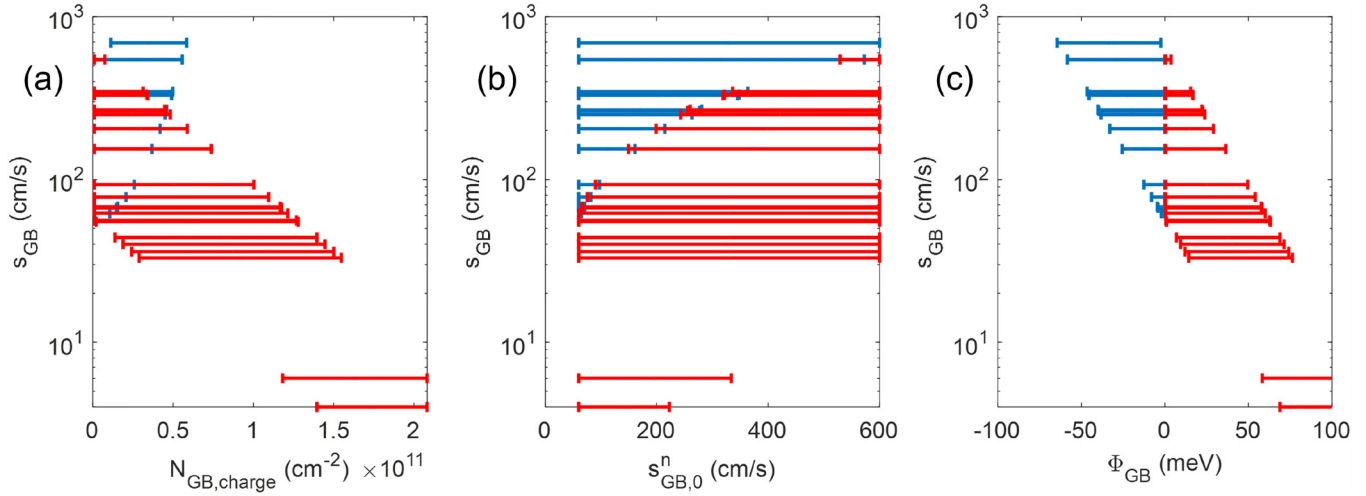 (a)
10³
10²
10¹
s_GB (cm/s)
0 0.5 1 1.5 2
N_GB,charge (cm⁻²) ×10¹¹
(b)
10³
10²
10¹
s_GB (cm/s)
0 200 400 600
sⁿ_GB,0 (cm/s)
(c)
10³
10²
10¹
s_GB (cm/s)
-100 -50 0 50 100
Φ_GB (meV)